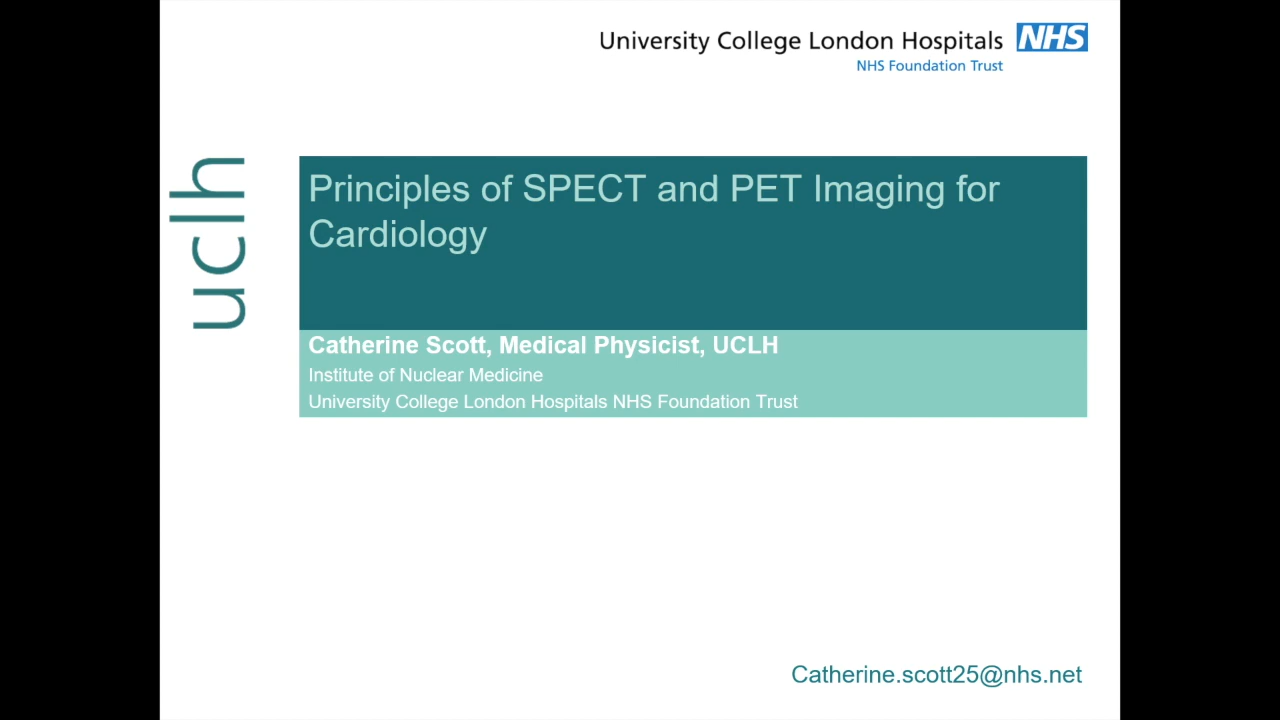 University College London Hospitals NHS
NHS Foundation Trust
uclh
Principles of SPECT and PET Imaging for
Cardiology
Catherine Scott, Medical Physicist, UCLH
Institute of Nuclear Medicine
University College London Hospitals NHS Foundation Trust
Catherine.scott25@nhs.net